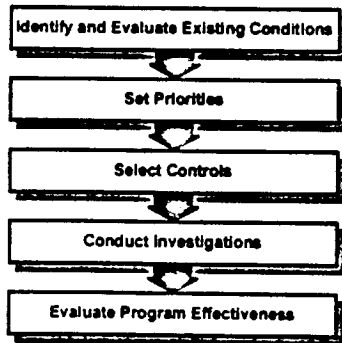 Identify and Evaluate Existing Conditions
Set Priorities
Select Controls
Conduct Investigations
Evaluate Program Effectiveness